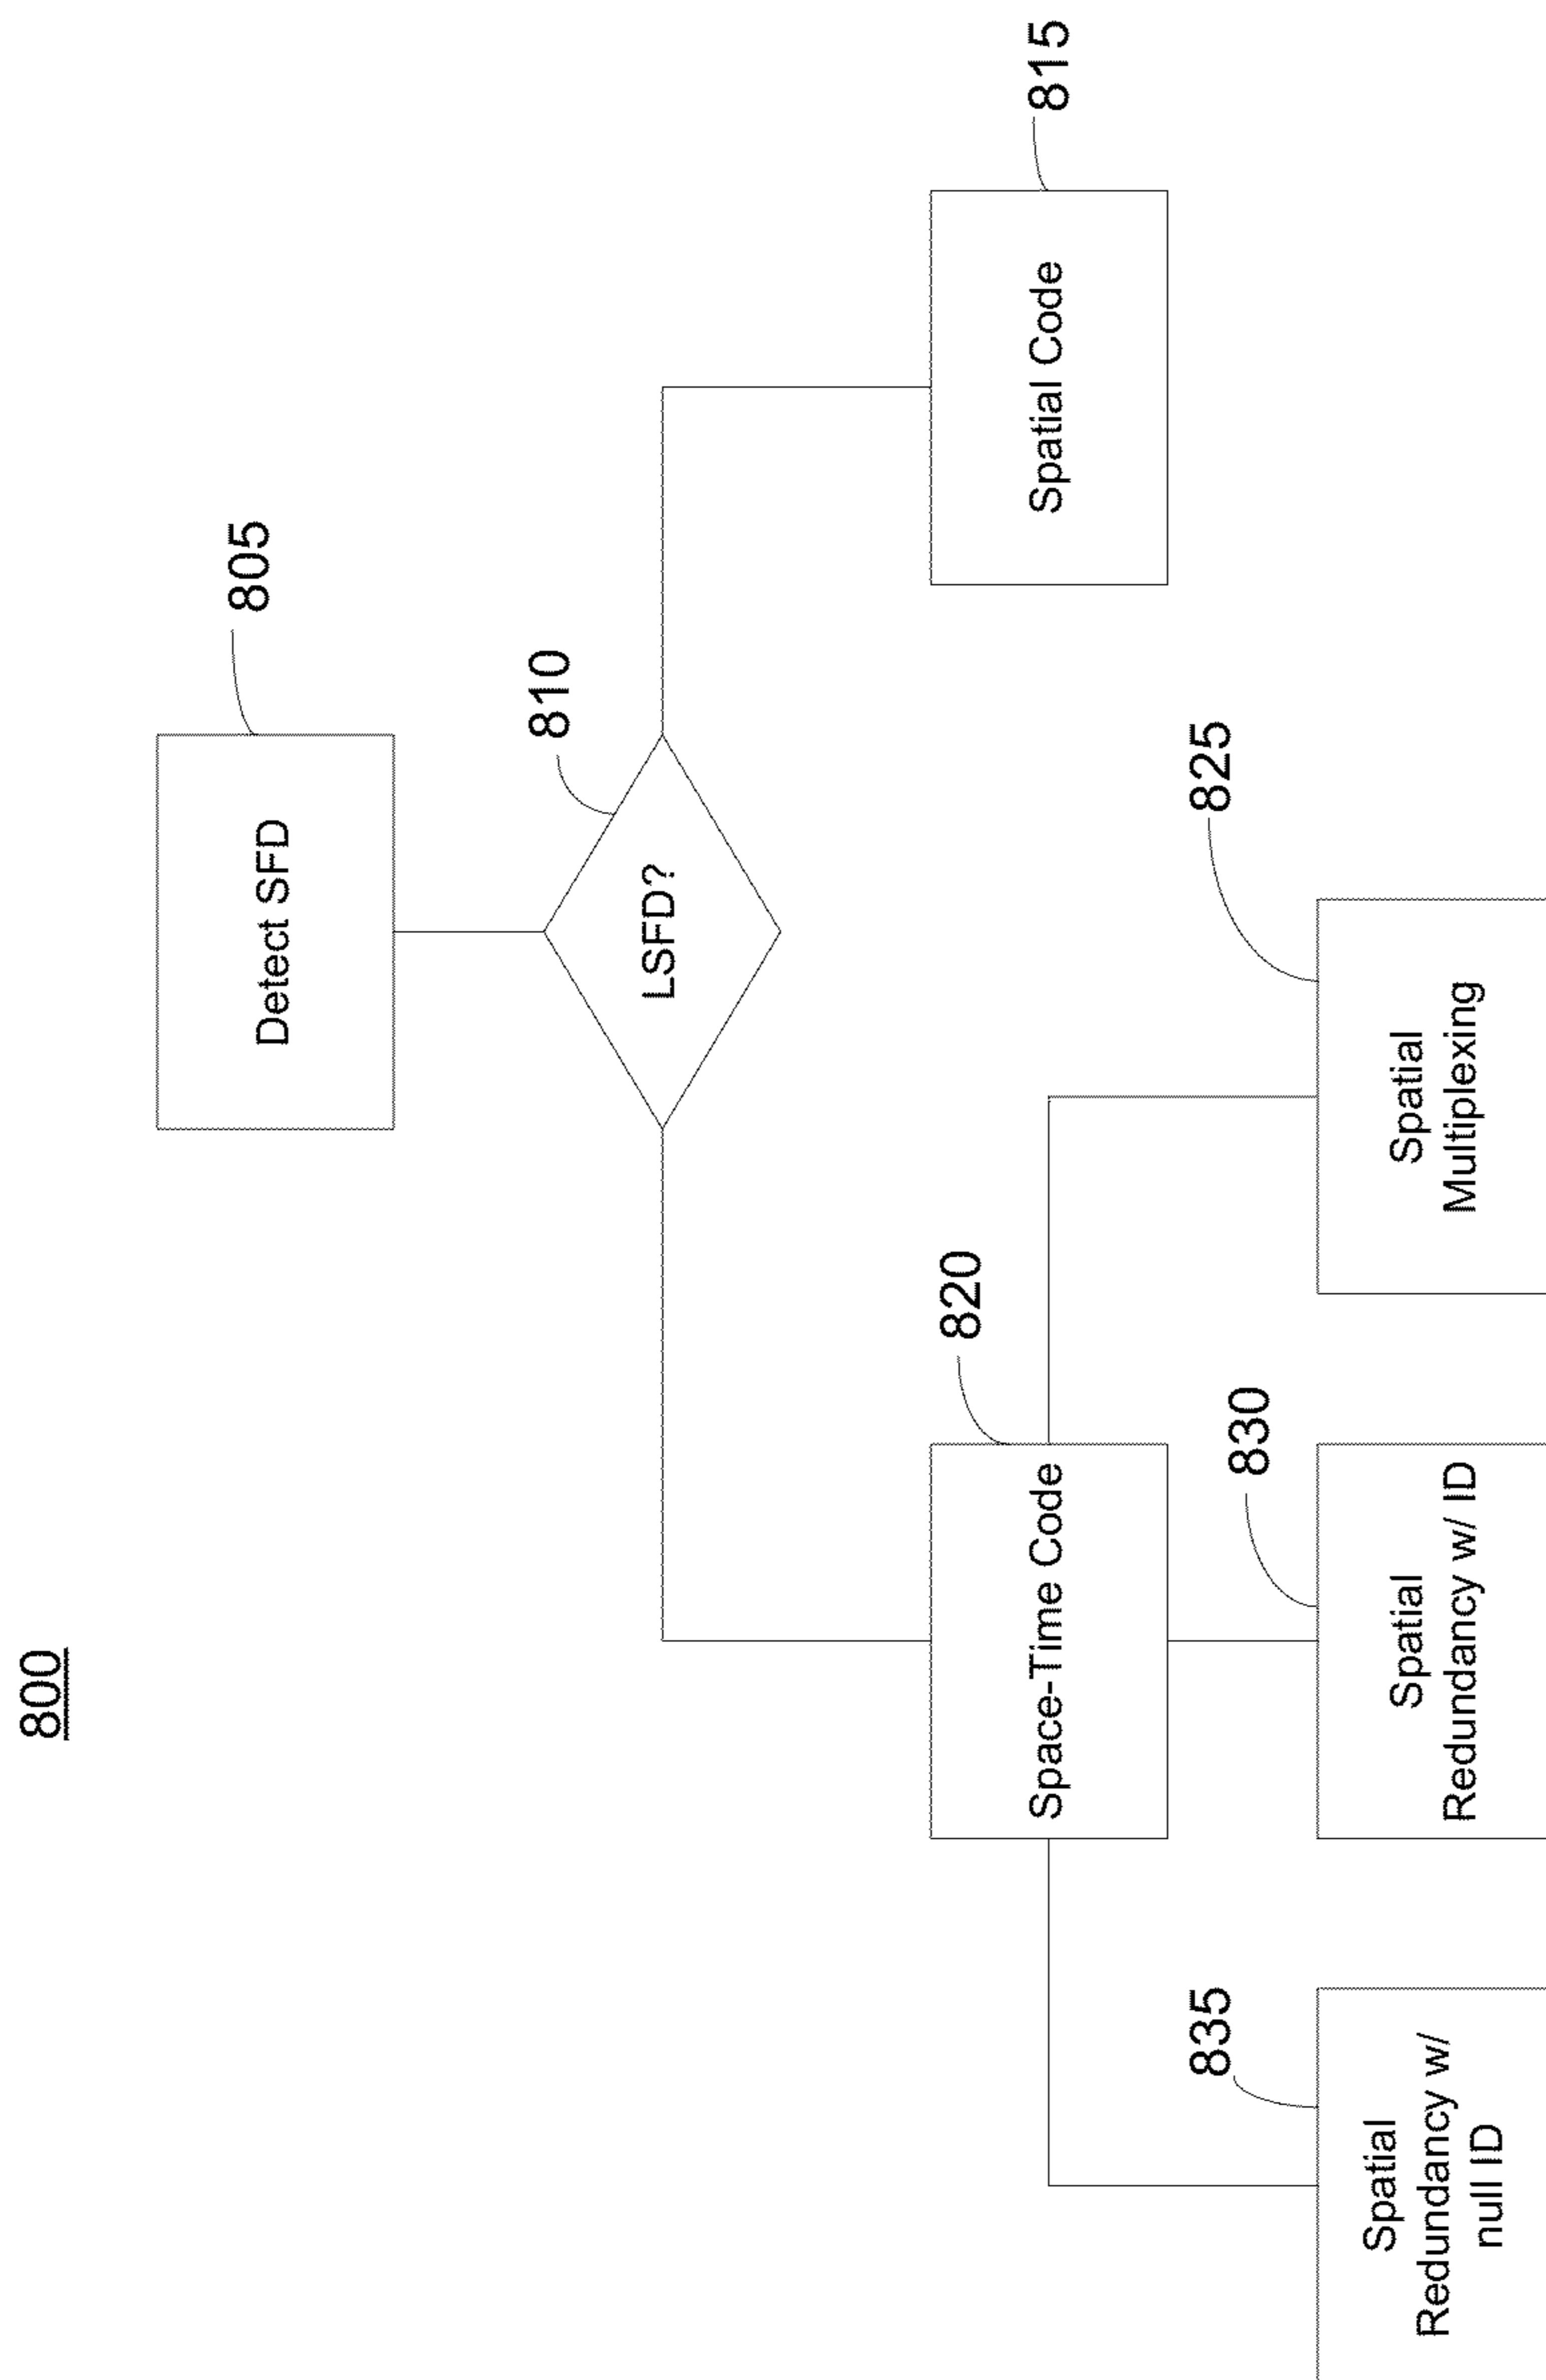 800
805
Detect SFD
810
LSFD?
815
Spatial Code
820
Space-Time Code
825
Spatial
Multiplexing
830
Spatial
Redundancy w/ ID
835
Spatial
Redundancy w/
null ID